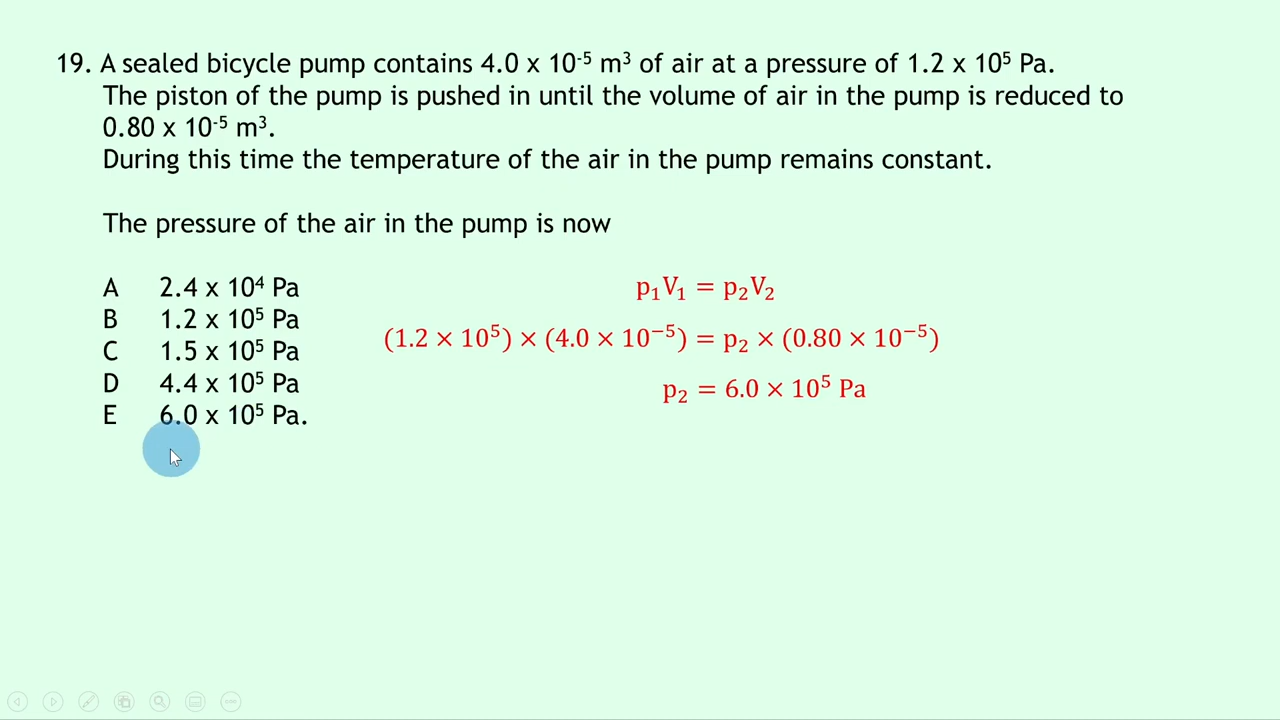 19. A sealed bicycle pump contains 4.0 x 10⁻⁵ m³ of air at a pressure of 1.2 x 10⁵ Pa.
The piston of the pump is pushed in until the volume of air in the pump is reduced to
0.80 x 10⁻⁵ m³.
During this time the temperature of the air in the pump remains constant.
The pressure of the air in the pump is now
A 2.4 x 10⁴ Pa
B 1.2 x 10⁵ Pa
C 1.5 x 10⁵ Pa
D 4.4 x 10⁵ Pa
E 6.0 x 10⁵ Pa.
p₁V₁ = p₂V₂
(1.2 × 10⁵) × (4.0 × 10⁻⁵) = p₂ × (0.80 × 10⁻⁵)
p₂ = 6.0 × 10⁵ Pa